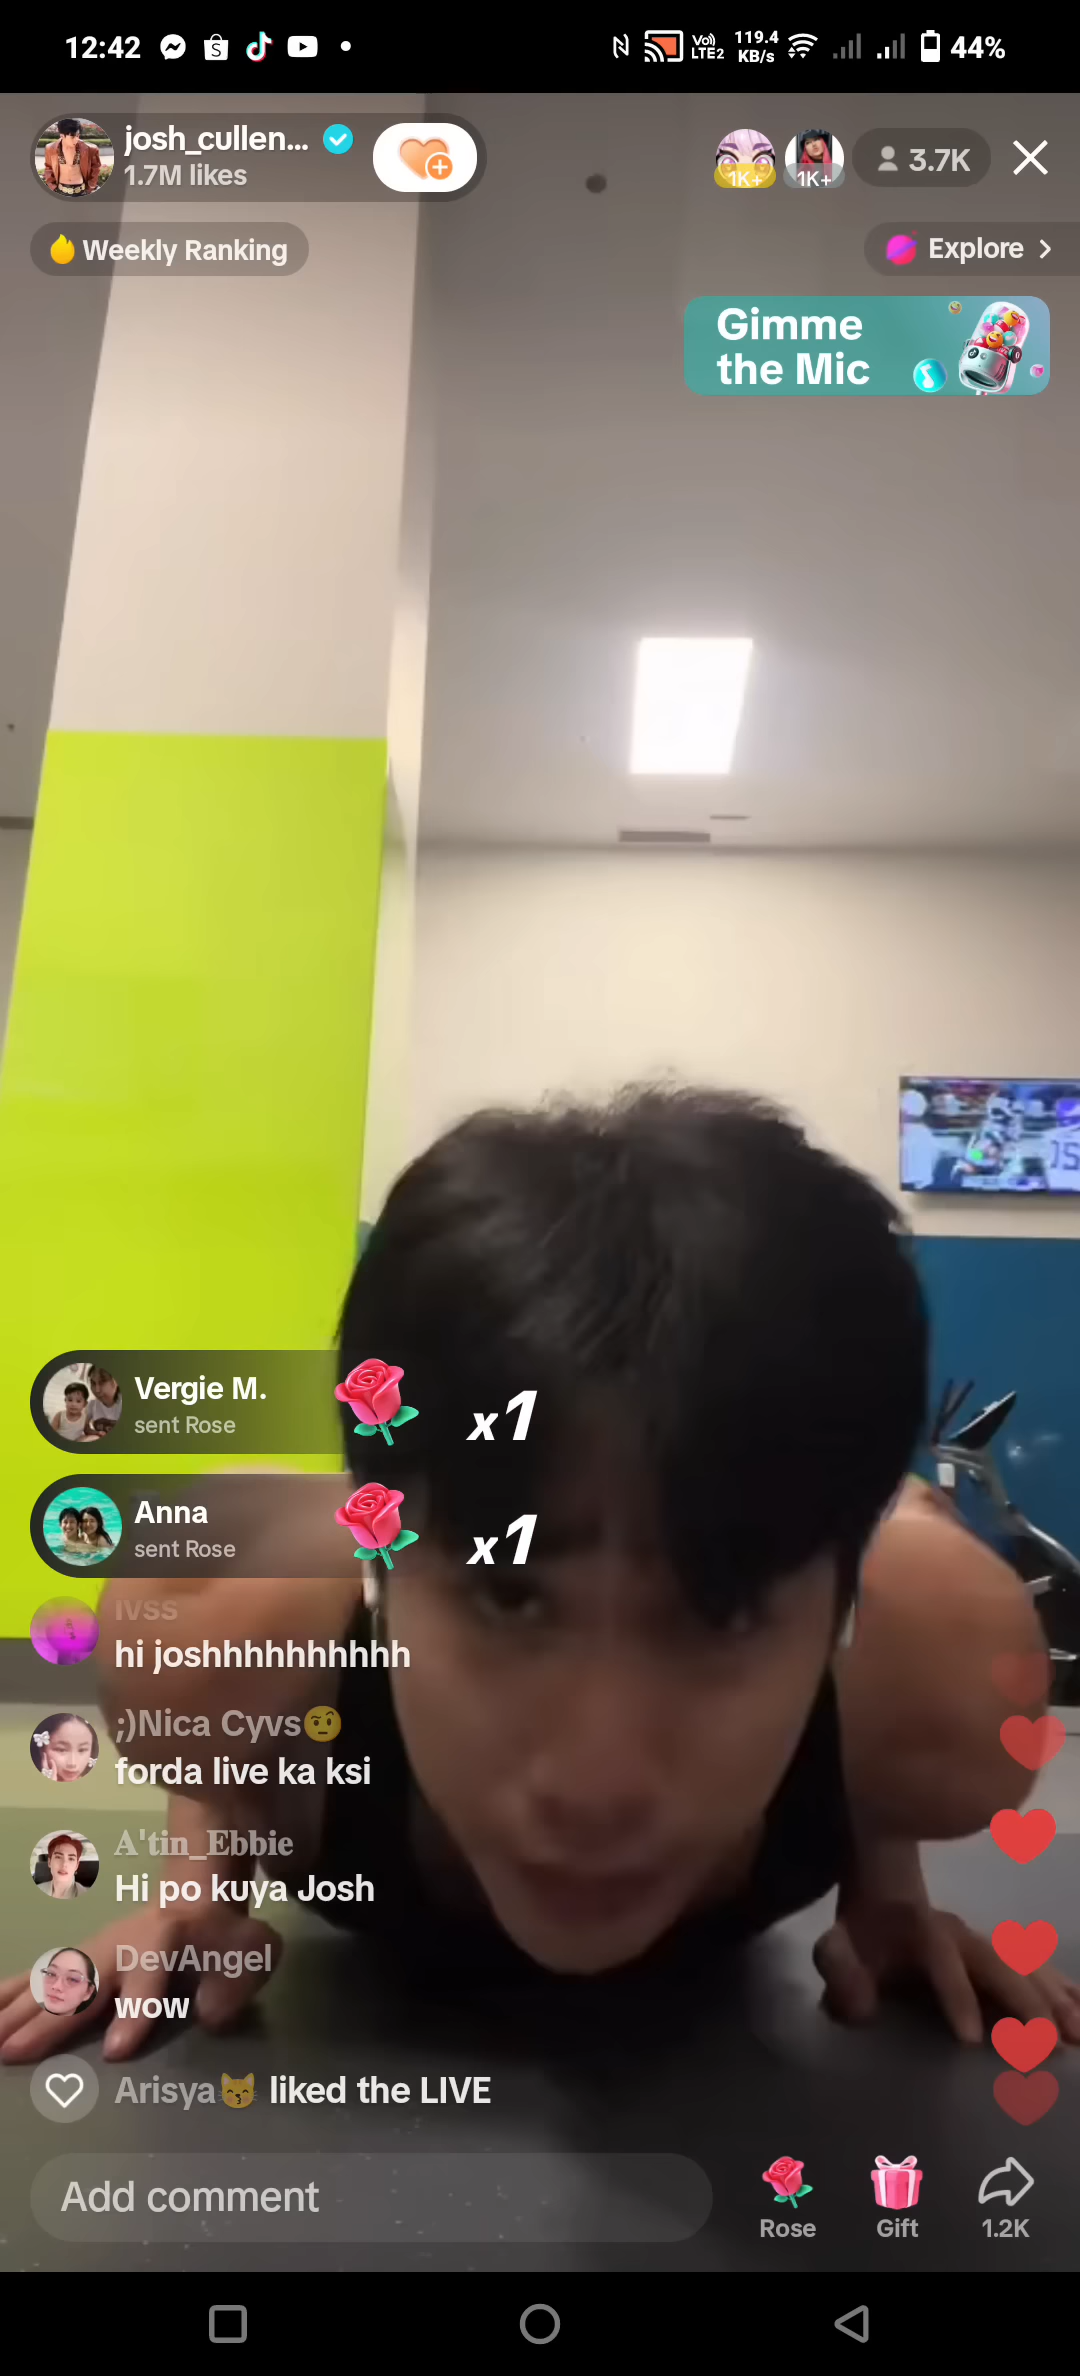 12:42
VoLTE2
119.4 KB/s
44%
josh_cullen...
1.7M likes
1K+
1K+
3.7K
Weekly Ranking
Explore
Gimme
the Mic
Vergie M.
sent Rose
x1
Anna
sent Rose
x1
ivss
hi joshhhhhhhhhh
;)Nica Cyvs🤨
forda live ka ksi
A'tin_Ebbie
Hi po kuya Josh
DevAngel
wow
Arisya😽 liked the LIVE
Add comment
Rose
Gift
1.2K